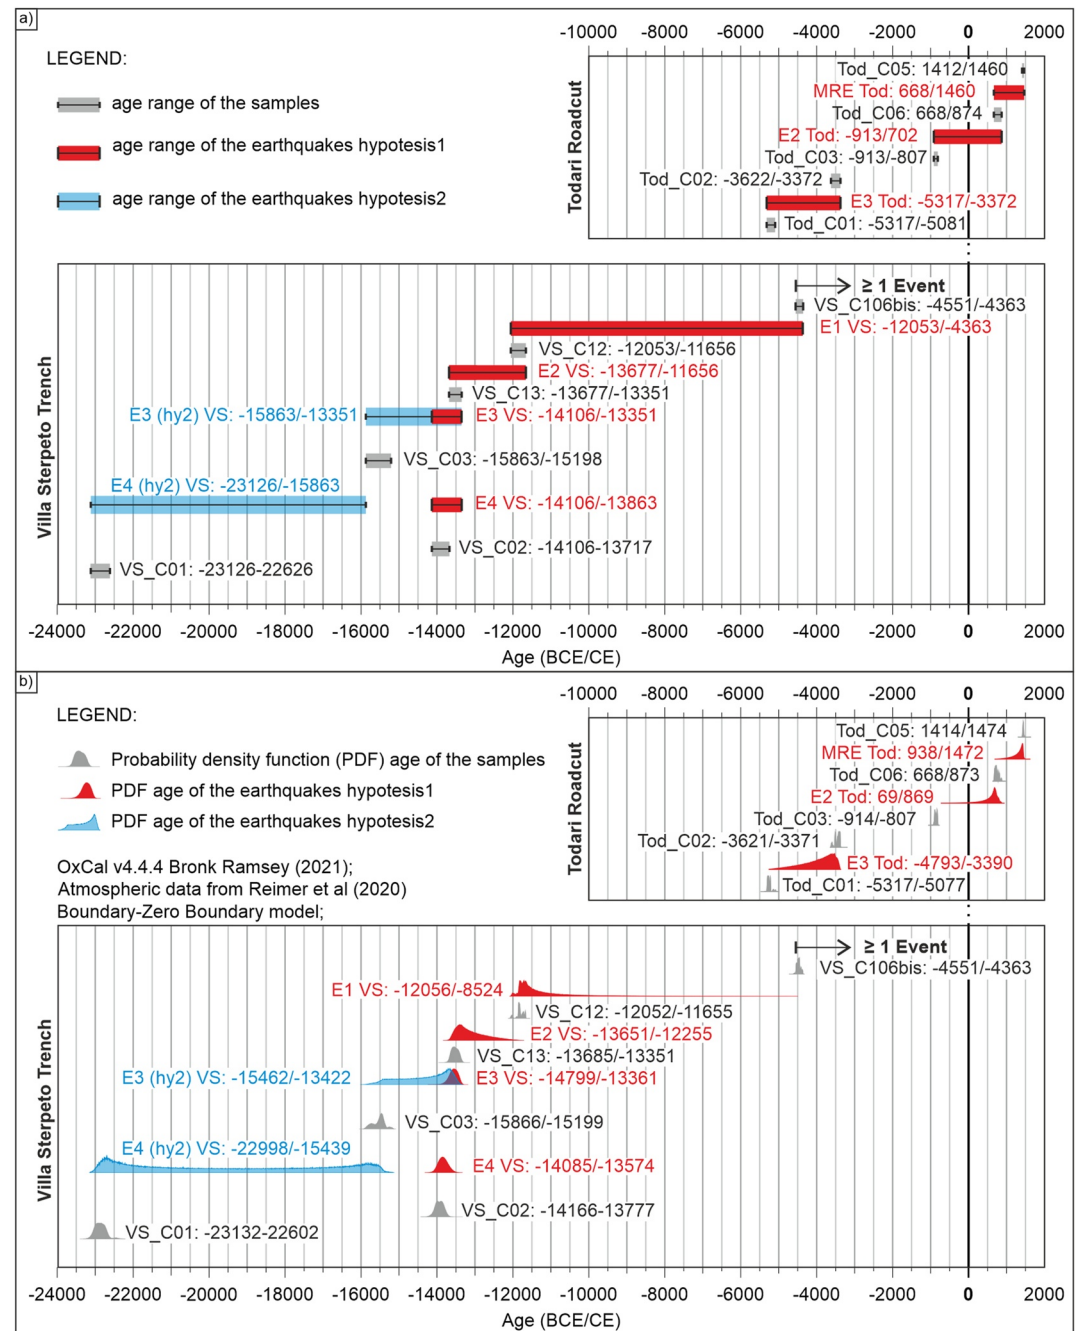 a)
LEGEND:
age range of the samples
age range of the earthquakes hypotesis1
age range of the earthquakes hypotesis2
-10000 -8000 -6000 -4000 -2000 0 2000
Todari Roadcut
Tod_C05: 1412/1460
MRE Tod: 668/1460
Tod_C06: 668/874
E2 Tod: -913/702
Tod_C03: -913/-807
Tod_C02: -3622/-3372
E3 Tod: -5317/-3372
Tod_C01: -5317/-5081
Villa Sterpeto Trench
≥ 1 Event
VS_C106bis: -4551/-4363
E1 VS: -12053/-4363
VS_C12: -12053/-11656
E2 VS: -13677/-11656
VS_C13: -13677/-13351
E3 (hy2) VS: -15863/-13351 E3 VS: -14106/-13351
VS_C03: -15863/-15198
E4 (hy2) VS: -23126/-15863
E4 VS: -14106/-13863
VS_C02: -14106-13717
VS_C01: -23126-22626
-24000 -22000 -20000 -18000 -16000 -14000 -12000 -10000 -8000 -6000 -4000 -2000 0 2000
Age (BCE/CE)
b)
LEGEND:
Probability density function (PDF) age of the samples
PDF age of the earthquakes hypotesis1
PDF age of the earthquakes hypotesis2
OxCal v4.4.4 Bronk Ramsey (2021);
Atmospheric data from Reimer et al (2020)
Boundary-Zero Boundary model;
-10000 -8000 -6000 -4000 -2000 0 2000
Todari Roadcut
Tod_C05: 1414/1474
MRE Tod: 938/1472
Tod_C06: 668/873
E2 Tod: 69/869
Tod_C03: -914/-807
Tod_C02: -3621/-3371
E3 Tod: -4793/-3390
Tod_C01: -5317/-5077
Villa Sterpeto Trench
≥ 1 Event
VS_C106bis: -4551/-4363
E1 VS: -12056/-8524
VS_C12: -12052/-11655
E2 VS: -13651/-12255
VS_C13: -13685/-13351
E3 (hy2) VS: -15462/-13422 E3 VS: -14799/-13361
VS_C03: -15866/-15199
E4 (hy2) VS: -22998/-15439
E4 VS: -14085/-13574
VS_C02: -14166-13777
VS_C01: -23132-22602
-24000 -22000 -20000 -18000 -16000 -14000 -12000 -10000 -8000 -6000 -4000 -2000 0 2000
Age (BCE/CE)